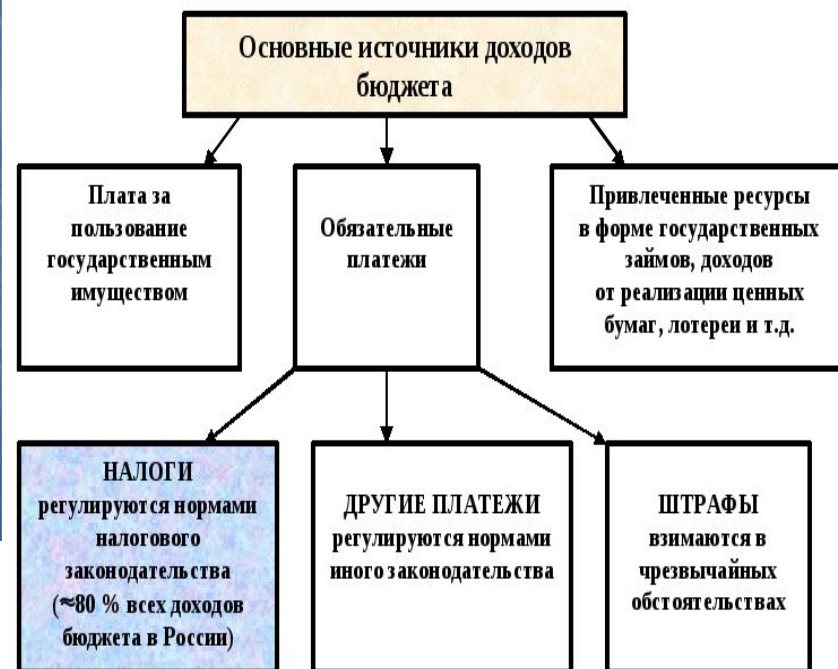 Основные источники доходов
бюджета
Плата за
пользование
государственным
имуществом
Обязательные
платежи
Привлеченные ресурсы
в форме государственных
займов, доходов
от реализации ценных
бумаг, лотереи и т.д.
НАЛОГИ
регулируются нормами
налогового
законодательства
(≈80 % всех доходов
бюджета в России)
ДРУГИЕ ПЛАТЕЖИ
регулируются нормами
иного законодательства
ШТРАФЫ
взимаются в
чрезвычайных
обстоятельствах